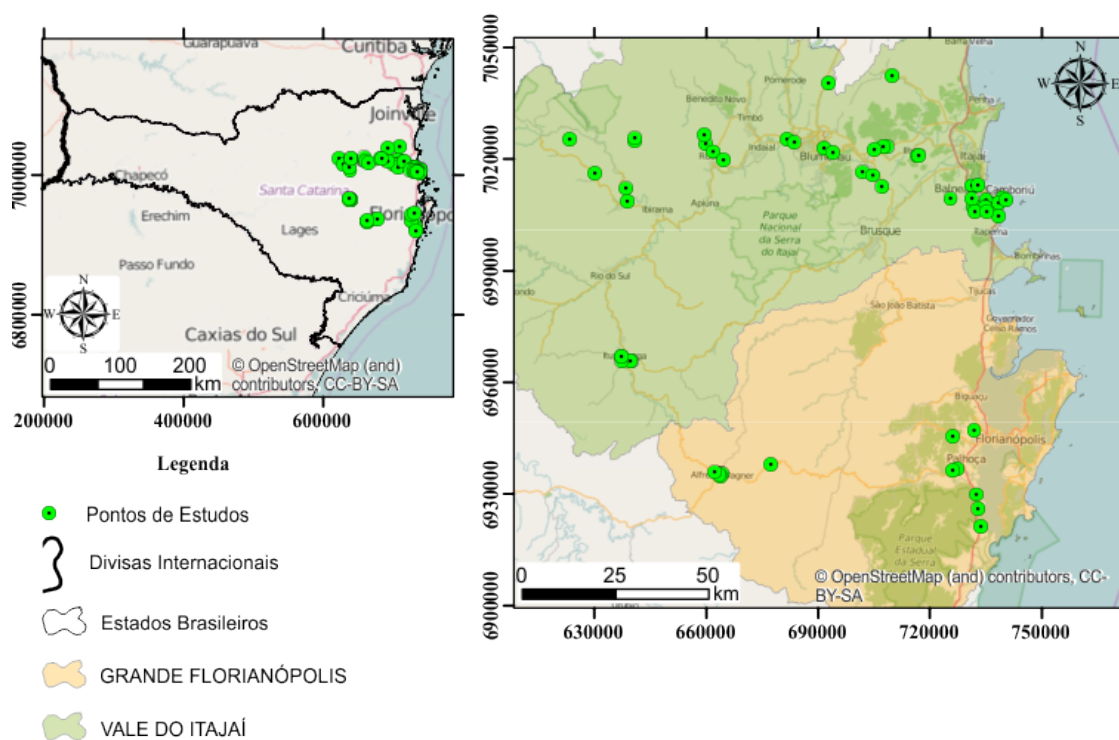 Guarapuava
Curitiba
Joinville
Chapecó
Santa Catarina
Erechim
Lages
Passo Fundo
Criciúma
Caxias do Sul
N
W E
S
0 100 200
km
© OpenStreetMap (and)
contributors, CC-BY-SA
7000000
6800000
200000 400000 600000
Legenda
Pontos de Estudos
Divisas Internacionais
Estados Brasileiros
GRANDE FLORIANÓPOLIS
VALE DO ITAJAÍ
Barra Velha
N
W E
S
Pomerode
Penha
Benedito Novo
Timbó
Indaial
Itajaí
Camboriú
Ibirama
Apiúna
Itapema
Parque
Nacional
da Serra
do Itajaí
Brusque
Bombinhas
Rio do Sul
Tijucas
São João Batista
Governador
Celso Ramos
Biguaçu
Florianópolis
Palhoça
Parque
Estadual
da Serra
0 25 50
km
© OpenStreetMap (and) contributors, CC-
BY-SA
7050000
7020000
6990000
6960000
6930000
6900000
630000 660000 690000 720000 750000